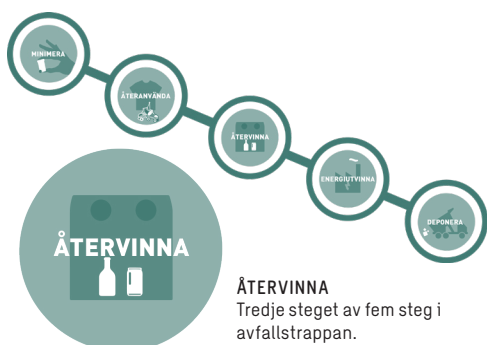 MINIMERA
ÅTERANVÄNDA
ÅTERVINNA
ENERGIUTVINNA
DEPONERA
ÅTERVINNA
ÅTERVINNA
Tredje steget av fem steg i
avfallstrappan.